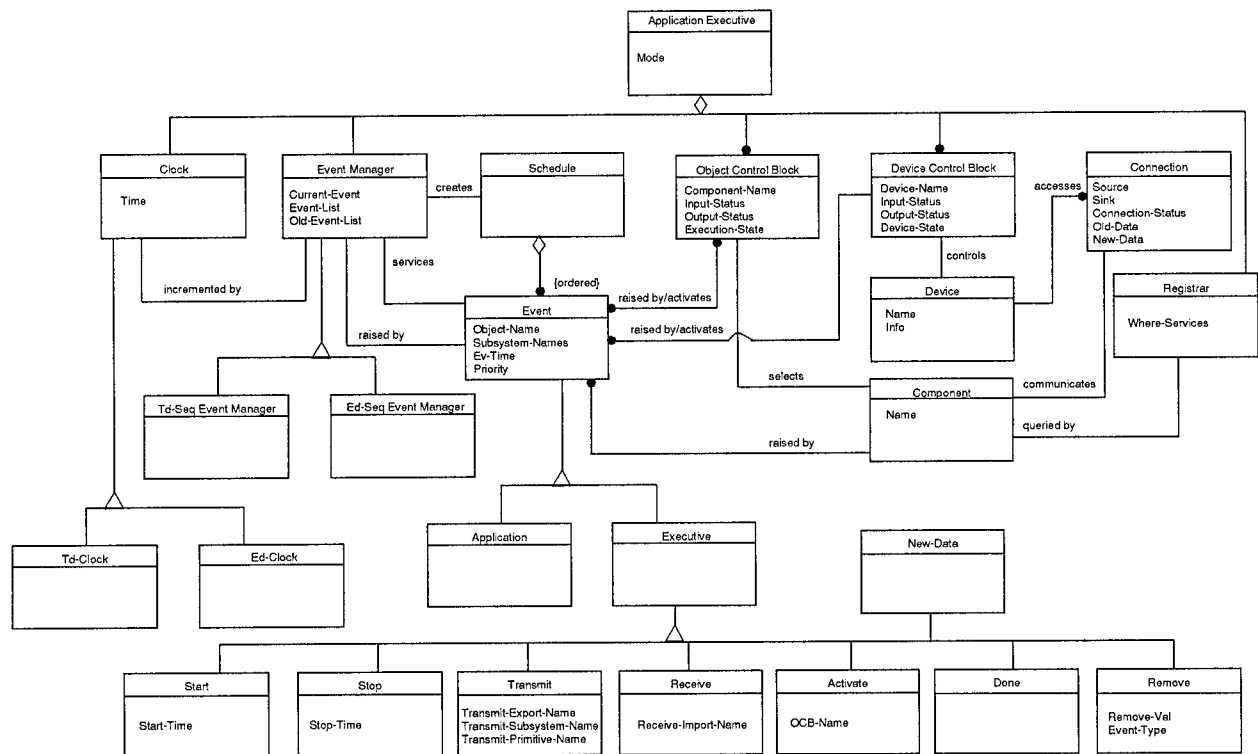 Application Executive
Mode
Clock
Time
Event Manager
Current-Event
Event-List
Old-Event-List
creates
Schedule
Object Control Block
Component-Name
Input-Status
Output-Status
Execution-State
Device Control Block
Device-Name
Input-Status
Output-Status
Device-State
accesses
Connection
Source
Sink
Connection-Status
Old-Data
New-Data
services
controls
incremented by
{ordered}
raised by/activates
Device
Name
Info
Registrar
Where-Services
Event
Object-Name
Subsystem-Names
Ev-Time
Priority
raised by
raised by/activates
selects
Component
Name
communicates
queried by
raised by
Td-Seq Event Manager
Ed-Seq Event Manager
Td-Clock
Ed-Clock
Application
Executive
New-Data
Start
Start-Time
Stop
Stop-Time
Transmit
Transmit-Export-Name
Transmit-Subsystem-Name
Transmit-Primitive-Name
Receive
Receive-Import-Name
Activate
OCB-Name
Done
Remove
Remove-Val
Event-Type